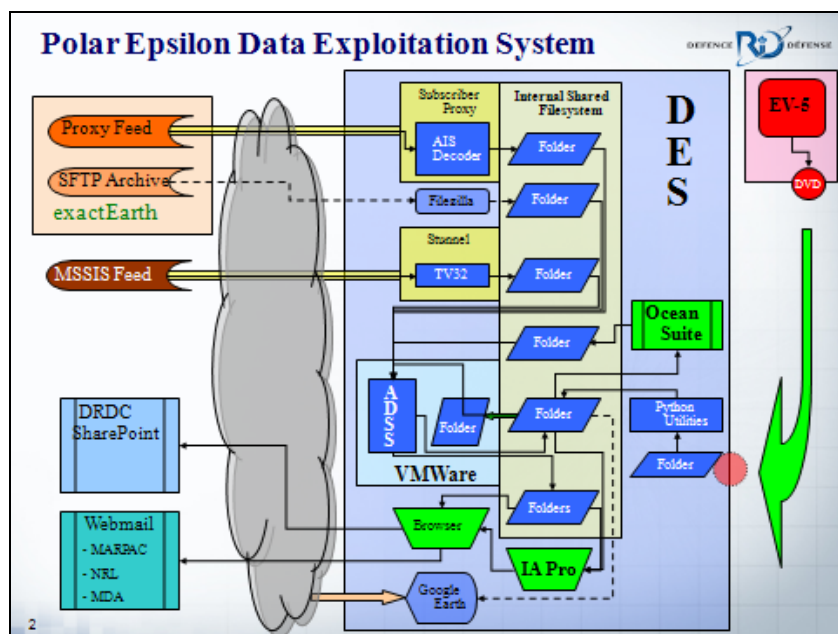 Polar Epsilon Data Exploitation System
DEFENCE R&D DÉFENSE
Proxy Feed
SFTP Archive
exactEarth
MSSIS Feed
DRDC
SharePoint
Webmail
- MARPAC
- NRL
- MDA
Subscriber
Proxy
AIS
Decoder
Filezilla
Stunnel
TV32
Internal Shared
Filesystem
Folder
Folder
Folder
Folder
Folder
Folders
A
D
S
S
Folder
VMWare
Browser
Google
Earth
IA Pro
D
E
S
Ocean
Suite
Python
Utilities
Folder
EV-5
DVD
2